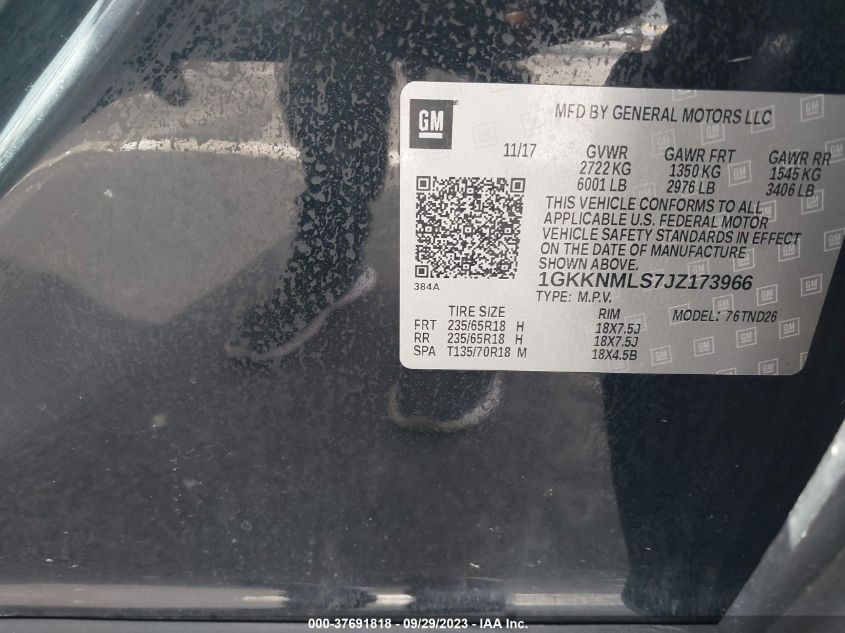 GM
MFD BY GENERAL MOTORS LLC
11/17 GVWR GAWR FRT GAWR RR
2722 KG 1350 KG 1545 KG
6001 LB 2976 LB 3406 LB
THIS VEHICLE CONFORMS TO ALL
APPLICABLE U.S. FEDERAL MOTOR
VEHICLE SAFETY STANDARDS IN EFFECT
ON THE DATE OF MANUFACTURE
SHOWN ABOVE.
384A
1GKKNMLS7JZ173966
TYPE: M.P.V.
TIRE SIZE RIM MODEL: 76TND26
FRT 235/65R18 H 18X7.5J
RR 235/65R18 H 18X7.5J
SPA T135/70R18 M 18X4.5B
000-37691818 - 09/29/2023 - IAA Inc.